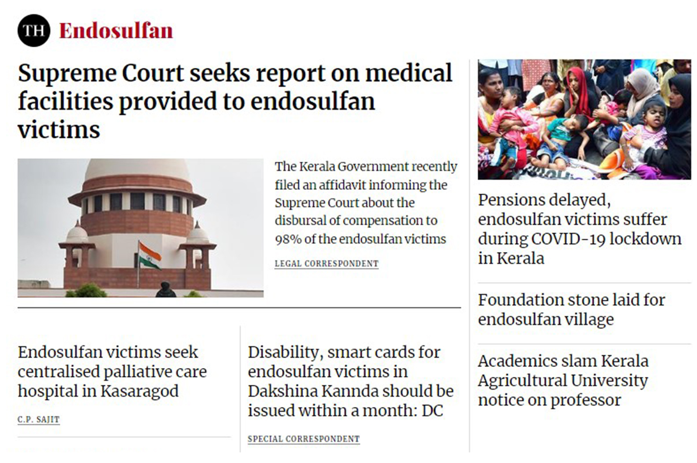 TH Endosulfan
Supreme Court seeks report on medical
facilities provided to endosulfan
victims
The Kerala Government recently
filed an affidavit informing the
Supreme Court about the
disbursal of compensation to
98% of the endosulfan victims
LEGAL CORRESPONDENT
Endosulfan victims seek
centralised palliative care
hospital in Kasaragod
C.P. SAJIT
Disability, smart cards for
endosulfan victims in
Dakshina Kannda should be
issued within a month: DC
SPECIAL CORRESPONDENT
Pensions delayed,
endosulfan victims suffer
during COVID-19 lockdown
in Kerala
Foundation stone laid for
endosulfan village
Academics slam Kerala
Agricultural University
notice on professor